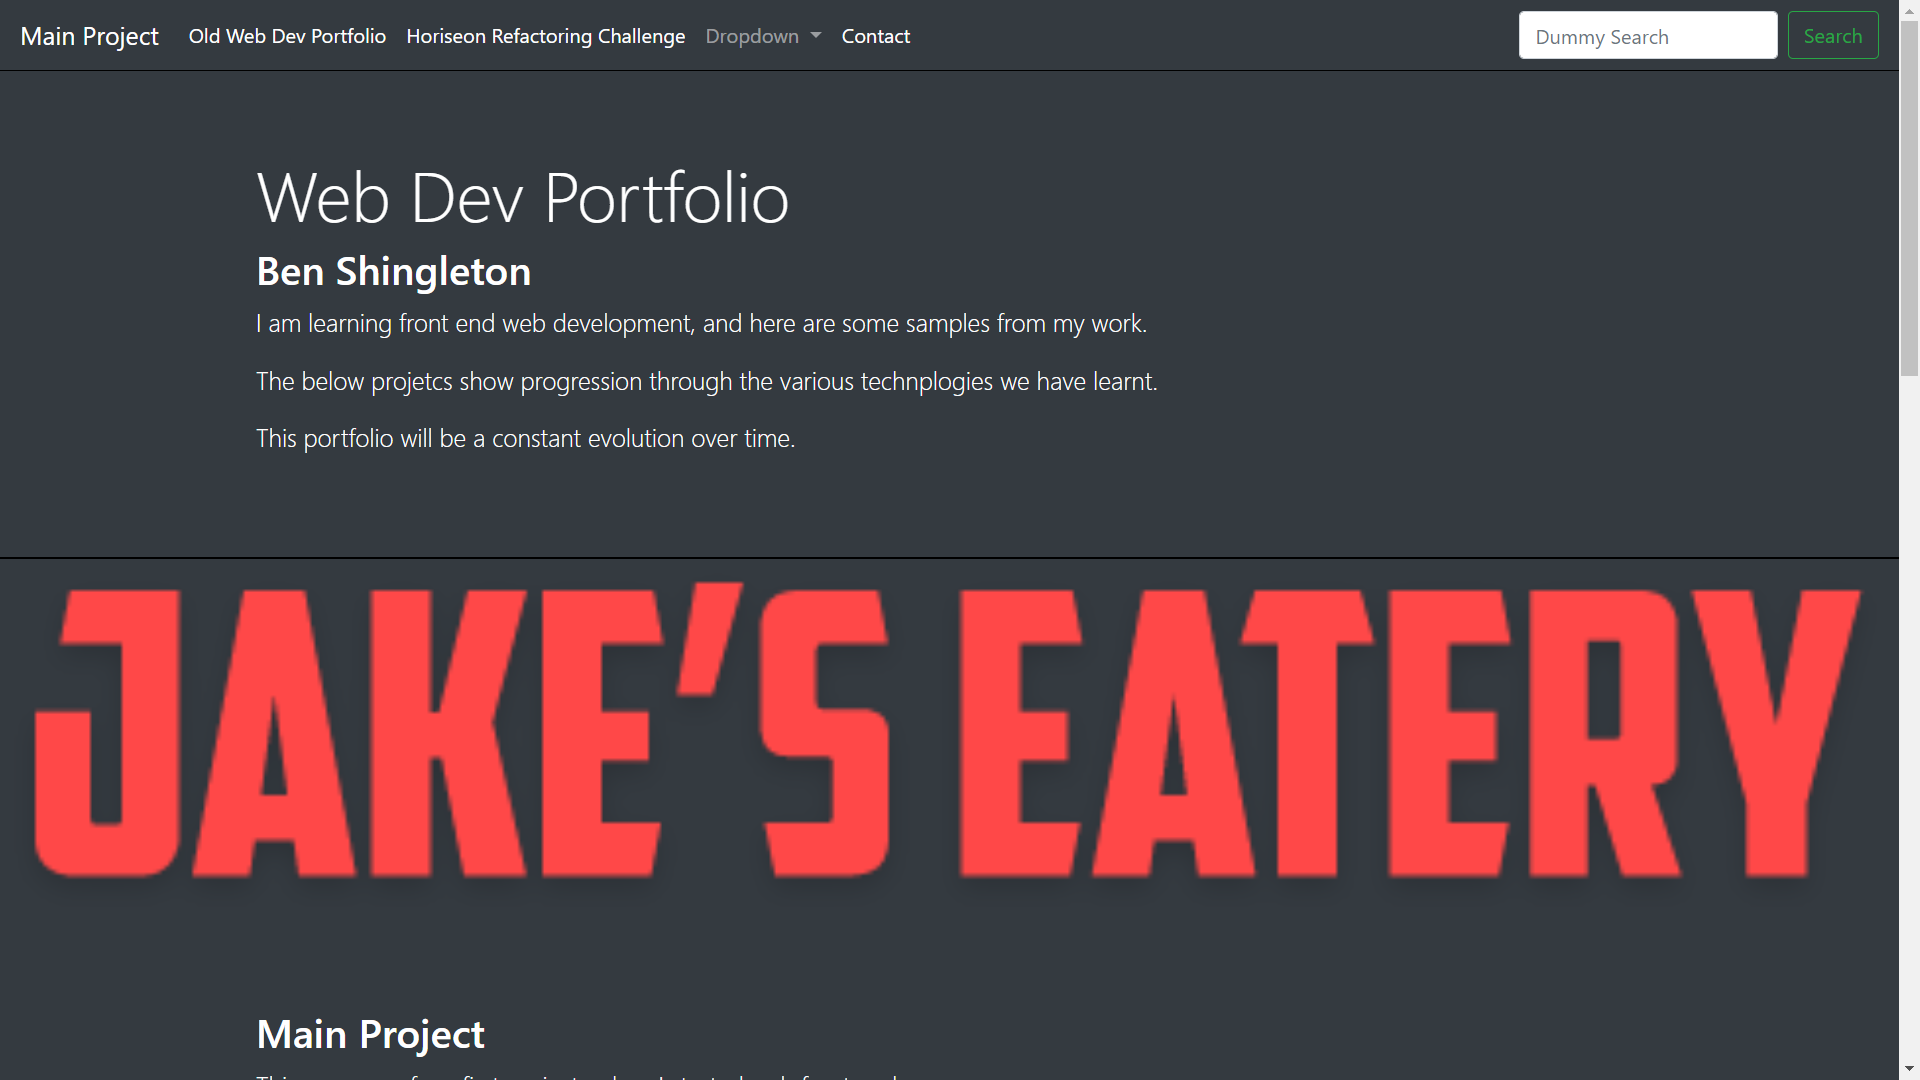 Main Project
Old Web Dev Portfolio
Horiseon Refactoring Challenge
Dropdown
Contact
Dummy Search
Search
Web Dev Portfolio
Ben Shingleton
I am learning front end web development, and here are some samples from my work.
The below projetcs show progression through the various technplogies we have learnt.
This portfolio will be a constant evolution over time.
JAKE'S EATERY
Main Project